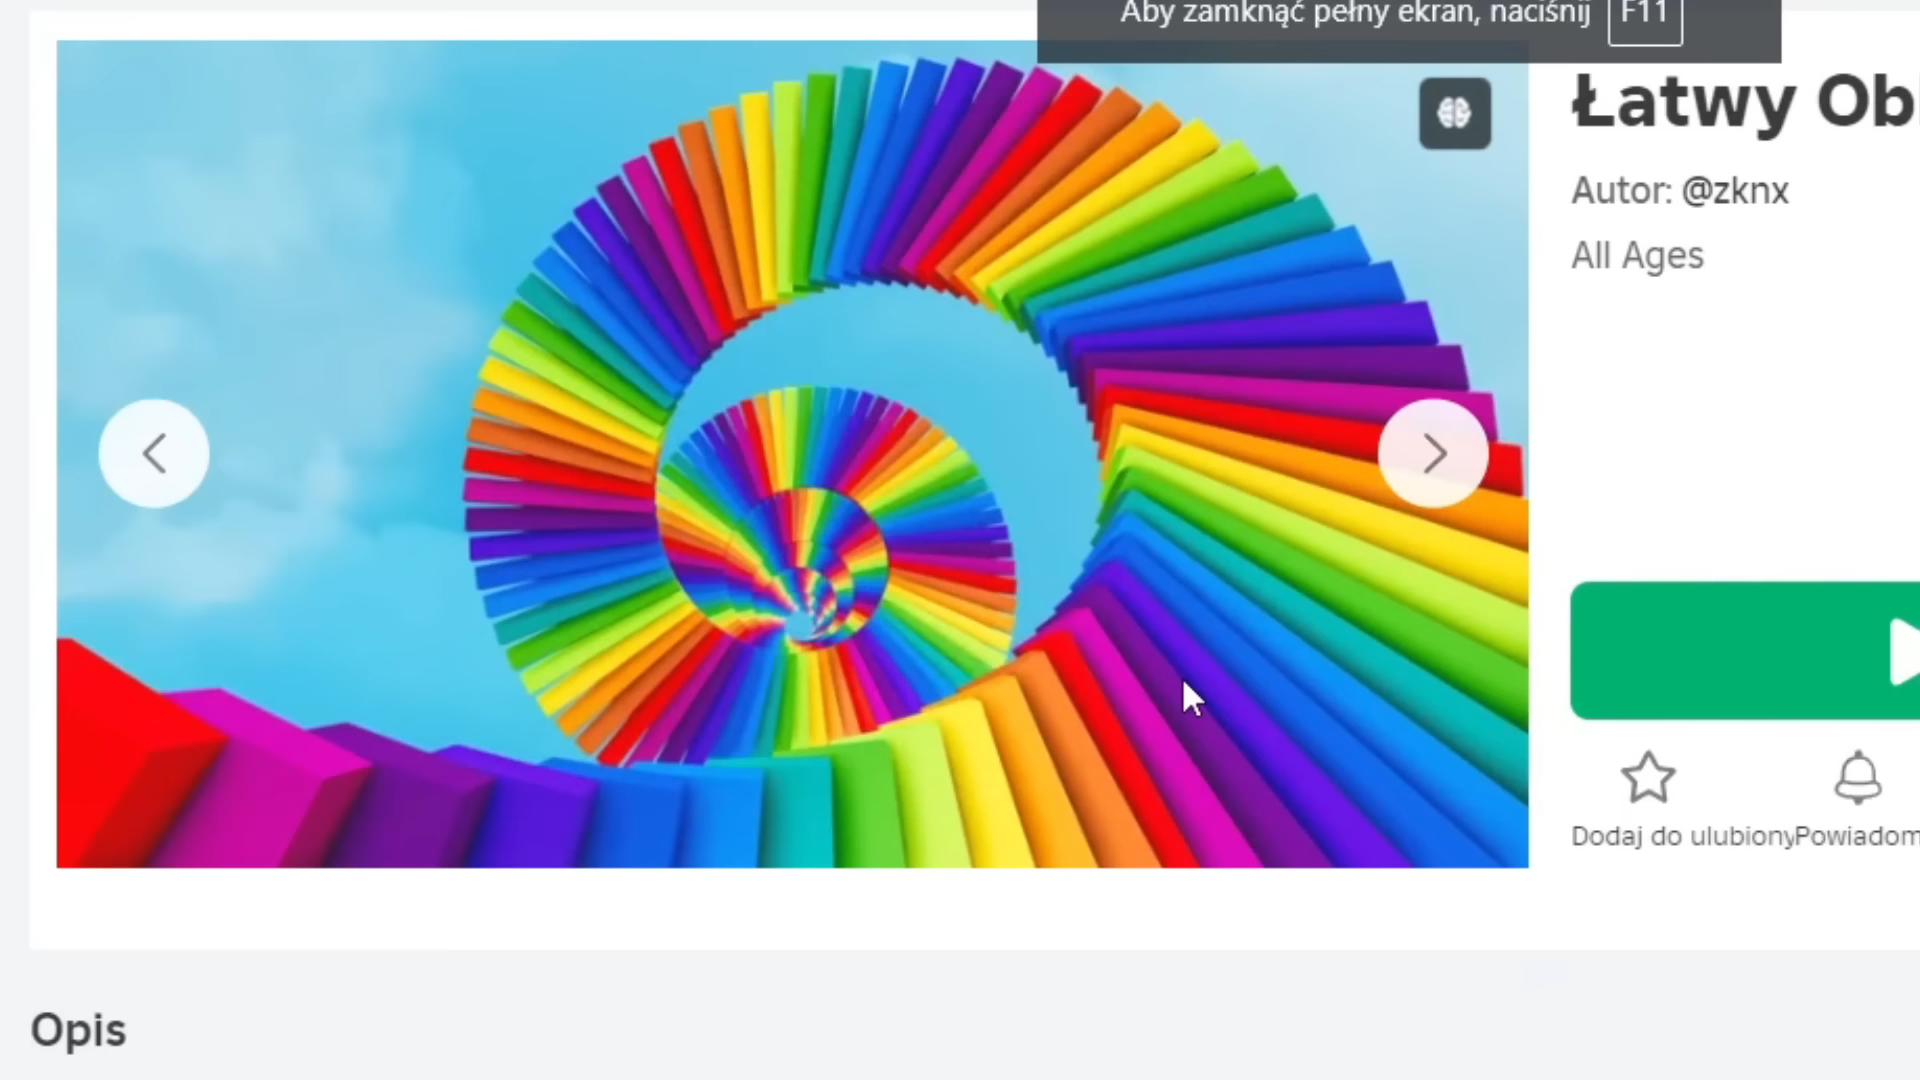 Aby zamknąć pełny ekran, naciśnij F11
Łatwy Ob
Autor: @zknx
All Ages
Dodaj do ulubiony
Powiadom
Opis